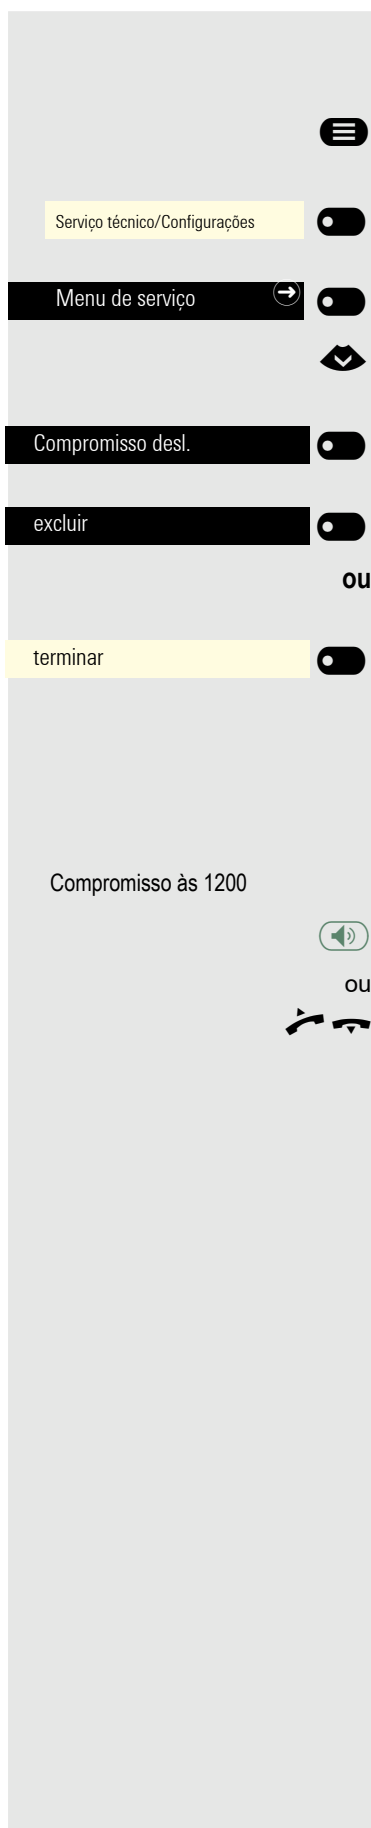 Serviço técnico/Configurações
Menu de serviço
Compromisso desl.
excluir
ou
terminar
Compromisso às 1200
ou